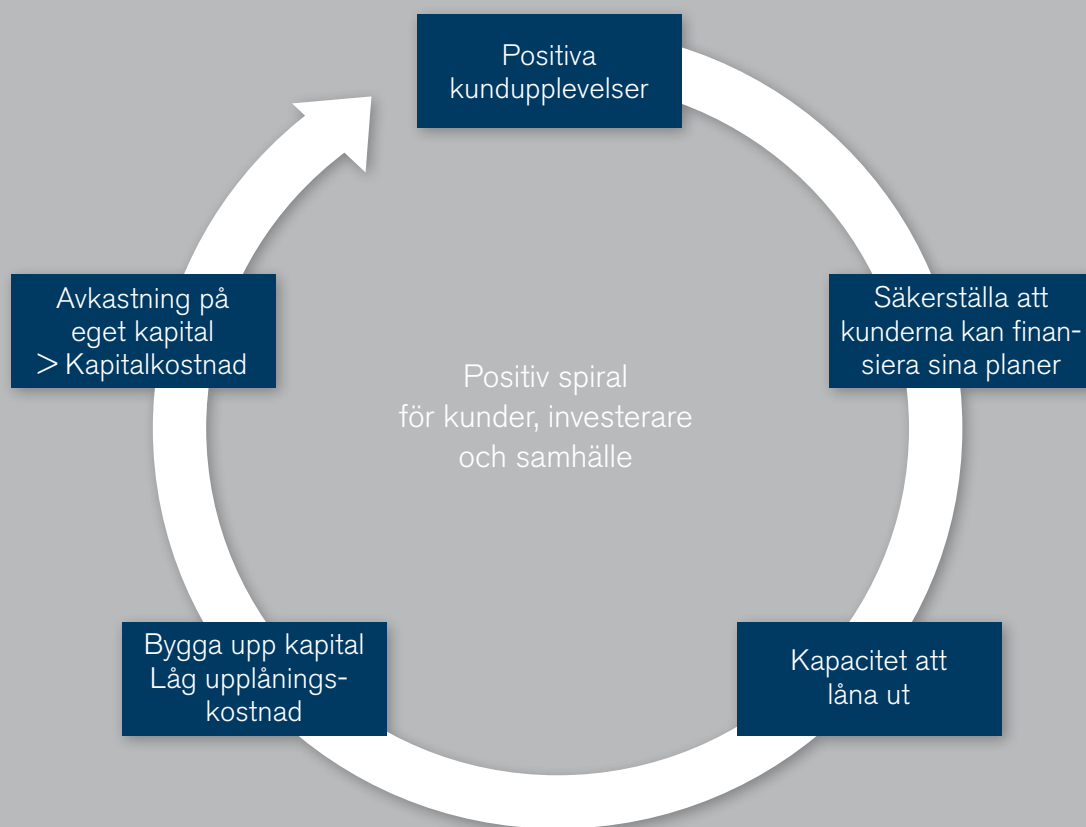 Positiva
kundupplevelser
Säkerställa att
kunderna kan finan-
siera sina planer
Kapacitet att
låna ut
Bygga upp kapital
Låg upplånings-
kostnad
Avkastning på
eget kapital
> Kapitalkostnad
Positiv spiral
för kunder, investerare
och samhälle